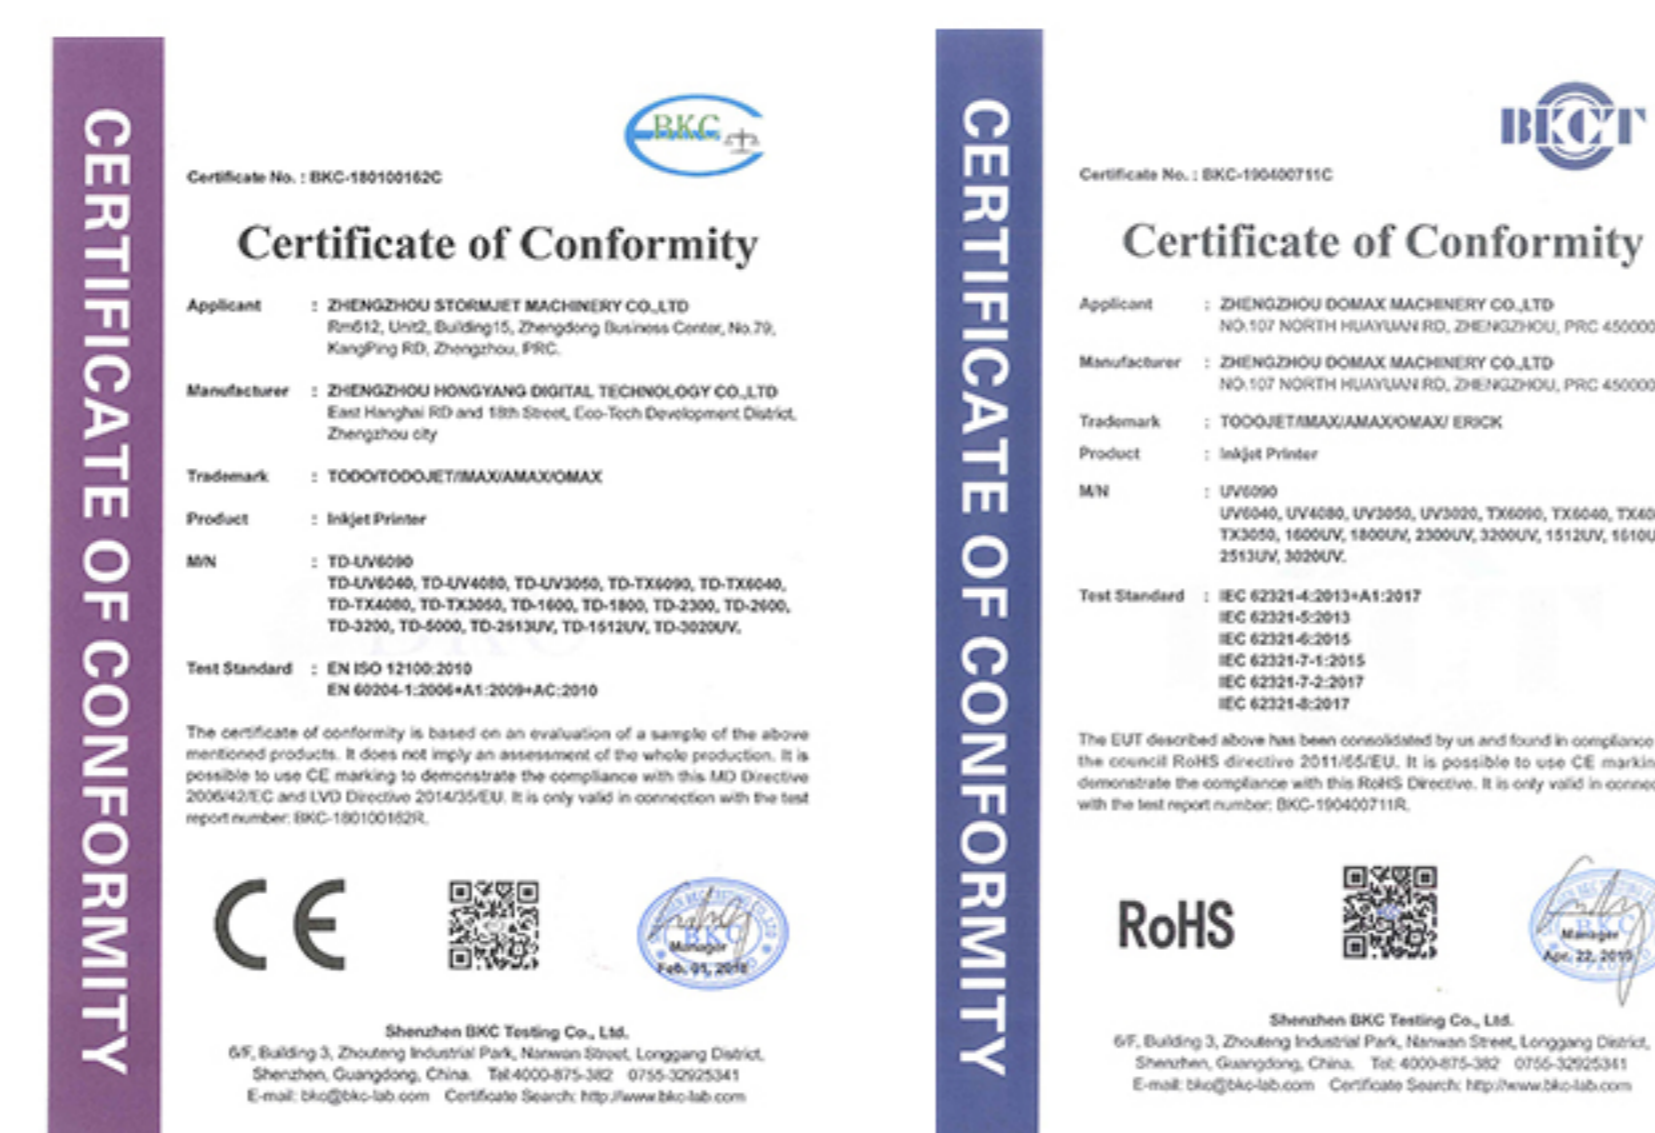 CERTIFICATE OF CONFORMITY
BKC
Certificate No. : BKC-180100162C
Certificate of Conformity
Applicant : ZHENGZHOU STORMJET MACHINERY CO.,LTD
Rm612, Unit2, Building15, Zhengdong Business Center, No.79,
KangPing RD, Zhengzhou, PRC.
Manufacturer : ZHENGZHOU HONGYANG DIGITAL TECHNOLOGY CO.,LTD
East Hanghai RD and 18th Street, Eco-Tech Development District,
Zhengzhou city
Trademark : TODO/TODOJET/IMAX/AMAX/OMAX
Product : Inkjet Printer
M/N : TD-UV6090
TD-UV6040, TD-UV4080, TD-UV3050, TD-TX6090, TD-TX6040,
TD-TX4080, TD-TX3050, TD-1600, TD-1800, TD-2300, TD-2600,
TD-3200, TD-5000, TD-2513UV, TD-1512UV, TD-3020UV.
Test Standard : EN ISO 12100:2010
EN 60204-1:2006+A1:2009+AC:2010
The certificate of conformity is based on an evaluation of a sample of the above
mentioned products. It does not imply an assessment of the whole production. It is
possible to use CE marking to demonstrate the compliance with this MD Directive
2006/42/EC and LVD Directive 2014/35/EU. It is only valid in connection with the test
report number: BKC-180100162R.
CE
Manager
Feb. 01, 2018
Shenzhen BKC Testing Co., Ltd.
6/F, Building 3, Zhouteng Industrial Park, Nanwan Street, Longgang District,
Shenzhen, Guangdong, China. Tel:4000-875-382 0755-32925341
E-mail: bkc@bkc-lab.com Certificate Search: http://www.bkc-lab.com
CERTIFICATE OF CONFORMITY
BKCT
Certificate No. : BKC-190400711C
Certificate of Conformity
Applicant : ZHENGZHOU DOMAX MACHINERY CO.,LTD
NO.107 NORTH HUAYUAN RD, ZHENGZHOU, PRC 450000
Manufacturer : ZHENGZHOU DOMAX MACHINERY CO.,LTD
NO.107 NORTH HUAYUAN RD, ZHENGZHOU, PRC 450000
Trademark : TODOJET/IMAX/AMAX/OMAX/ ERICK
Product : Inkjet Printer
M/N : UV6090
UV6040, UV4080, UV3050, UV3020, TX6090, TX6040, TX40
TX3050, 1600UV, 1800UV, 2300UV, 3200UV, 1512UV, 1610U
2513UV, 3020UV.
Test Standard : IEC 62321-4:2013+A1:2017
IEC 62321-5:2013
IEC 62321-6:2015
IEC 62321-7-1:2015
IEC 62321-7-2:2017
IEC 62321-8:2017
The EUT described above has been consolidated by us and found in compliance
the council RoHS directive 2011/65/EU. It is possible to use CE markin
demonstrate the compliance with this RoHS Directive. It is only valid in connec
with the test report number: BKC-190400711R.
RoHS
BKC
Manager
Apr. 22, 2019
Shenzhen BKC Testing Co., Ltd.
6/F, Building 3, Zhouteng Industrial Park, Nanwan Street, Longgang District,
Shenzhen, Guangdong, China. Tel: 4000-875-382 0755-32925341
E-mail: bkc@bkc-lab.com Certificate Search: http://www.bkc-lab.com